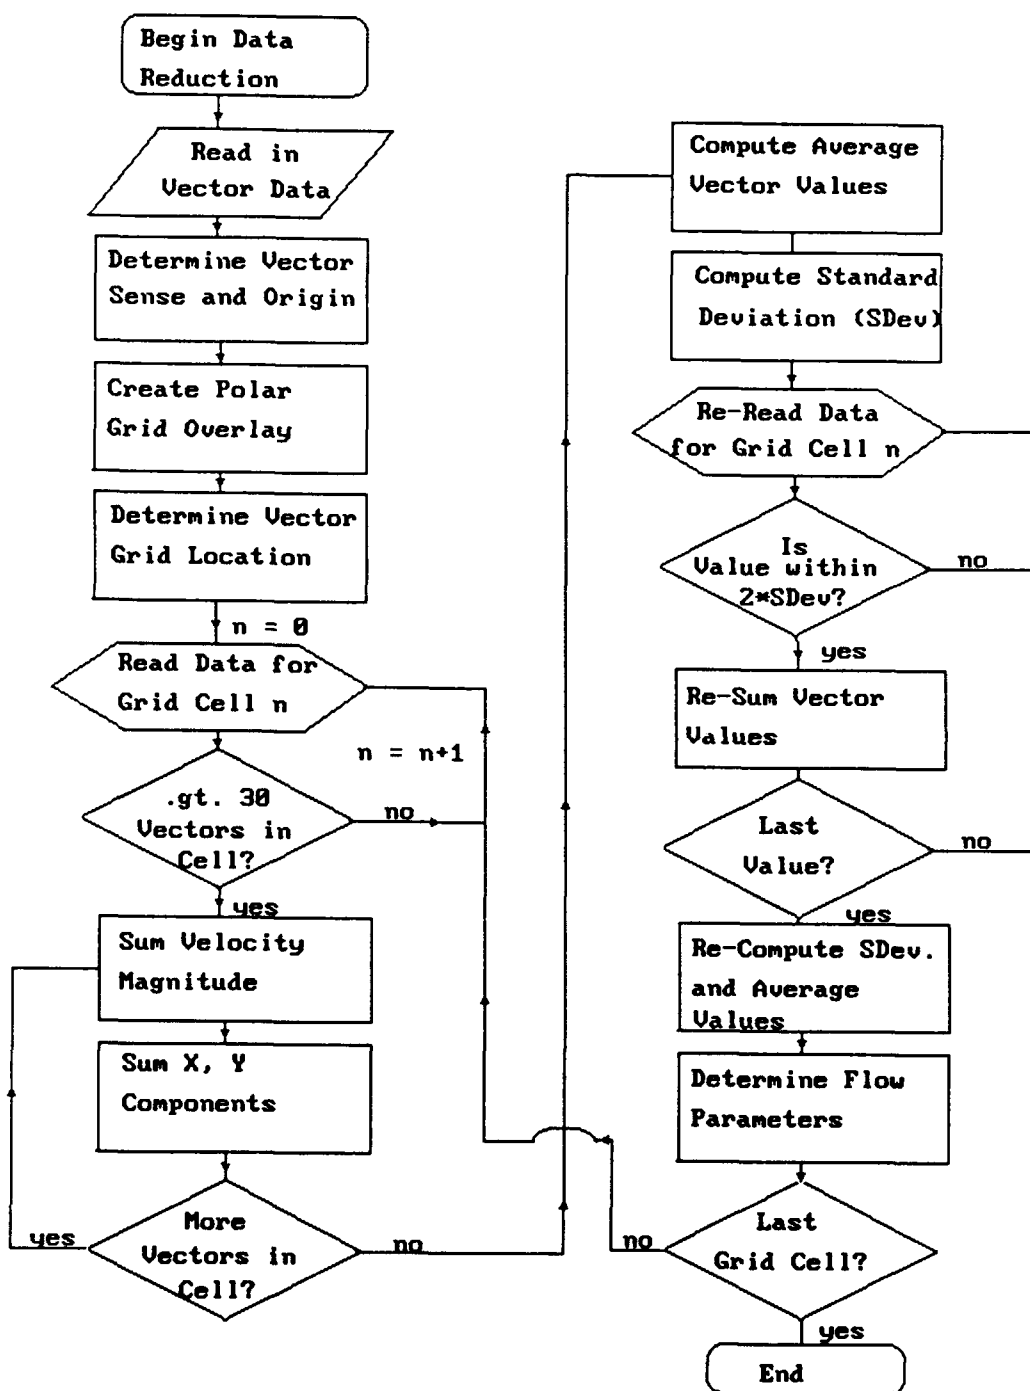 Begin Data
Reduction
Read in
Vector Data
Determine Vector
Sense and Origin
Create Polar
Grid Overlay
Determine Vector
Grid Location
n = 0
Read Data for
Grid Cell n
n = n+1
.gt. 30
Vectors in
Cell?
no
yes
Sum Velocity
Magnitude
Sum X, Y
Components
More
Vectors in
Cell?
yes
no
Compute Average
Vector Values
Compute Standard
Deviation (SDev)
Re-Read Data
for Grid Cell n
Is
Value within
2*SDev?
no
yes
Re-Sum Vector
Values
Last
Value?
no
yes
Re-Compute SDev.
and Average
Values
Determine Flow
Parameters
Last
Grid Cell?
no
yes
End